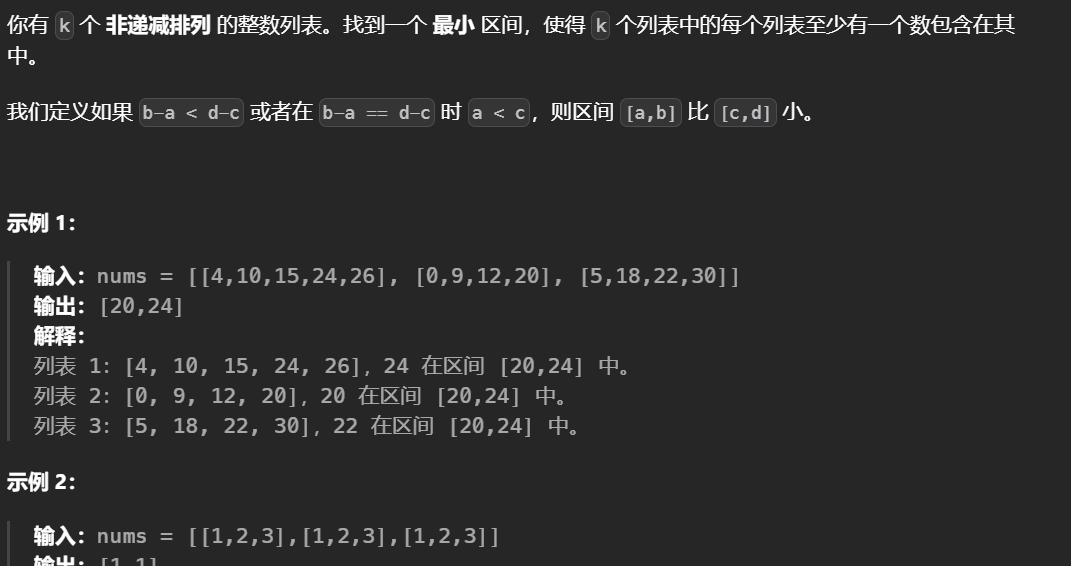 你有 k 个 非递减排列 的整数列表。找到一个 最小 区间，使得 k 个列表中的每个列表至少有一个数包含在其
中。
我们定义如果 b-a < d-c 或者在 b-a == d-c 时 a < c，则区间 [a,b] 比 [c,d] 小。
示例 1：
输入：nums = [[4,10,15,24,26], [0,9,12,20], [5,18,22,30]]
输出：[20,24]
解释：
列表 1：[4, 10, 15, 24, 26]，24 在区间 [20,24] 中。
列表 2：[0, 9, 12, 20]，20 在区间 [20,24] 中。
列表 3：[5, 18, 22, 30]，22 在区间 [20,24] 中。
示例 2：
输入：nums = [[1,2,3],[1,2,3],[1,2,3]]
输出：[1,1]